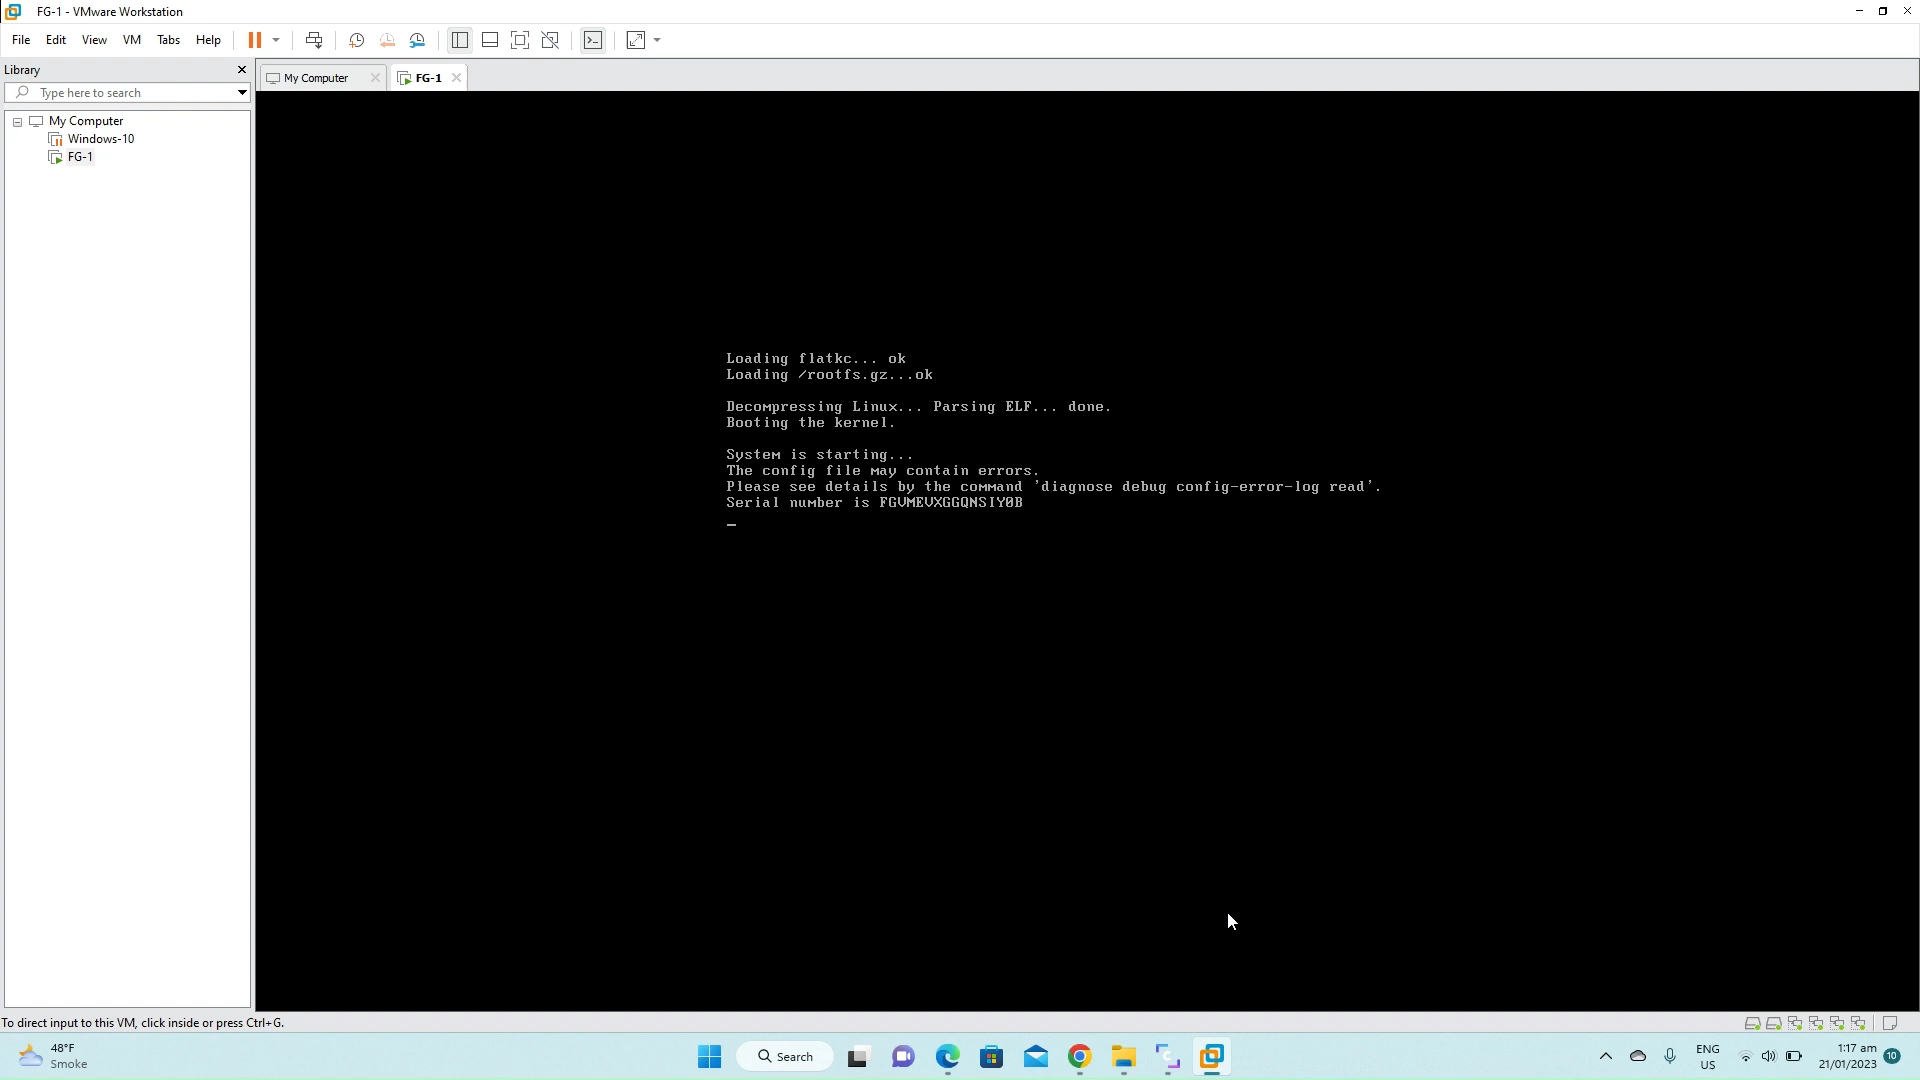 FG-1 - VMware Workstation
File Edit View VM Tabs Help
Library
Type here to search
My Computer
Windows-10
FG-1
My Computer
FG-1
Loading flatkc... ok
Loading /rootfs.gz...ok
Decompressing Linux... Parsing ELF... done.
Booting the kernel.
System is starting...
The config file may contain errors.
Please see details by the command 'diagnose debug config-error-log read'.
Serial number is FGVMEVXGGQNSIY0B
To direct input to this VM, click inside or press Ctrl+G.
48°F
Smoke
Search
ENG
US
1:17 am
21/01/2023
10